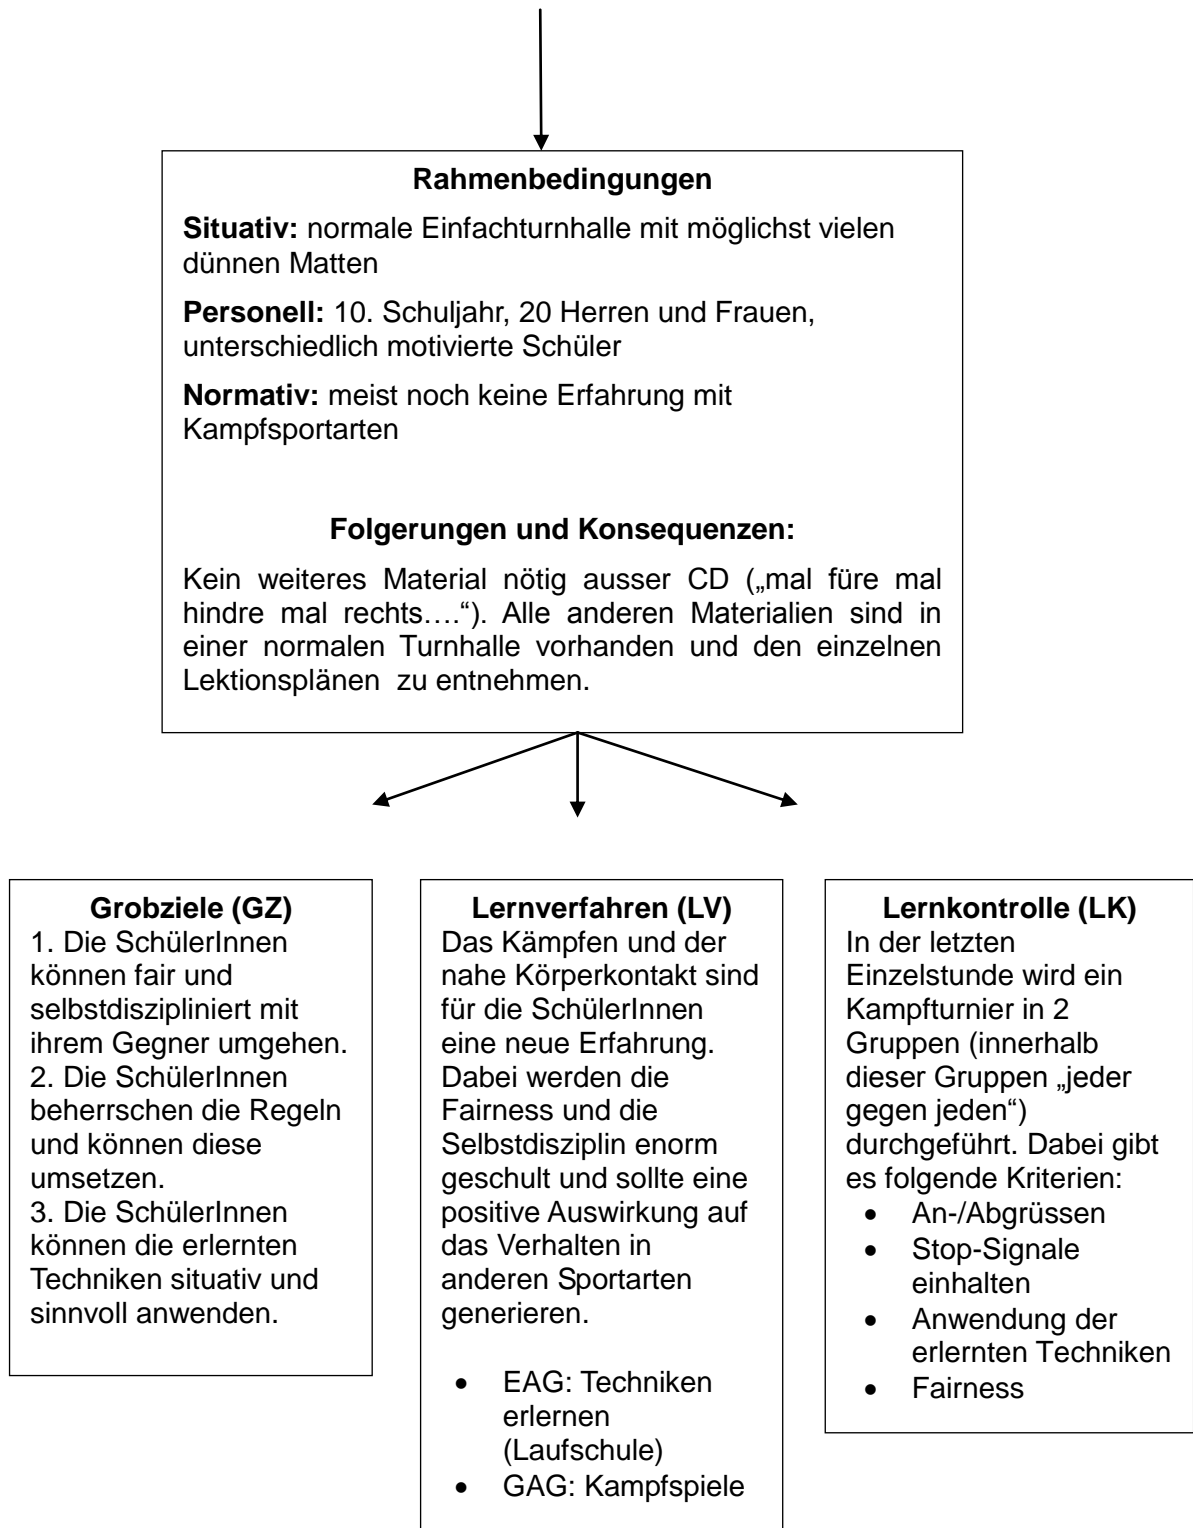 Rahmenbedingungen
Situativ: normale Einfachturnhalle mit möglichst vielen
dünnen Matten
Personell: 10. Schuljahr, 20 Herren und Frauen,
unterschiedlich motivierte Schüler
Normativ: meist noch keine Erfahrung mit
Kampfsportarten
Folgerungen und Konsequenzen:
Kein weiteres Material nötig ausser CD („mal füre mal
hindre mal rechts….“). Alle anderen Materialien sind in
einer normalen Turnhalle vorhanden und den einzelnen
Lektionsplänen zu entnehmen.
Grobziele (GZ)
1. Die SchülerInnen
können fair und
selbstdiszipliniert mit
ihrem Gegner umgehen.
2. Die SchülerInnen
beherrschen die Regeln
und können diese
umsetzen.
3. Die SchülerInnen
können die erlernten
Techniken situativ und
sinnvoll anwenden.
Lernverfahren (LV)
Das Kämpfen und der
nahe Körperkontakt sind
für die SchülerInnen
eine neue Erfahrung.
Dabei werden die
Fairness und die
Selbstdisziplin enorm
geschult und sollte eine
positive Auswirkung auf
das Verhalten in
anderen Sportarten
generieren.
• EAG: Techniken
erlernen
(Laufschule)
• GAG: Kampfspiele
Lernkontrolle (LK)
In der letzten
Einzelstunde wird ein
Kampfturnier in 2
Gruppen (innerhalb
dieser Gruppen „jeder
gegen jeden“)
durchgeführt. Dabei gibt
es folgende Kriterien:
• An-/Abgrüssen
• Stop-Signale
einhalten
• Anwendung der
erlernten Techniken
• Fairness